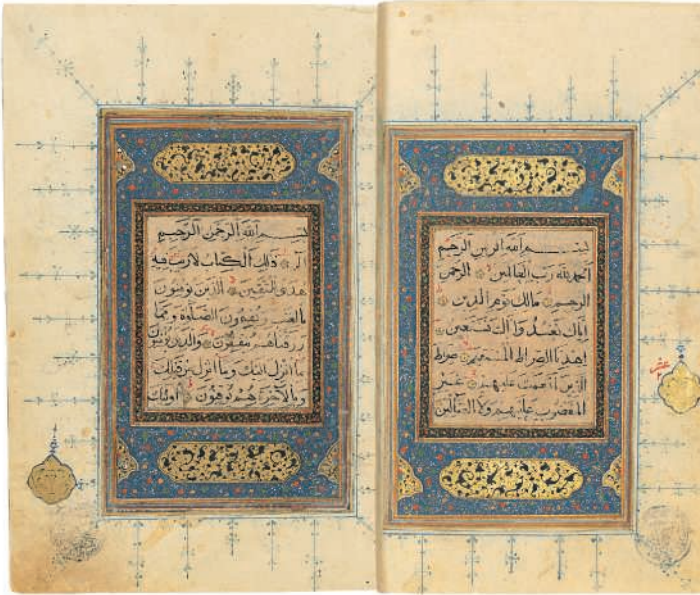 بسم الله الرحمن الرحيم
الحمد لله رب العالمين الرحمن
الرحيم مالك يوم الدين
اياك نعبد واياك نستعين
اهدنا الصراط المستقيم صراط
الذين انعمت عليهم غير
المغضوب عليهم ولا الضالين
عشر
بسم الله الرحمن الرحيم
الم ذلك الكتاب لا ريب فيه
هدى للمتقين الذين يؤمنون
بالغيب ويقيمون الصلوة ومما
رزقناهم ينفقون والذين يؤمنون
بما انزل اليك وما انزل من قبلك
وبالآخرة هم يوقنون اولئك